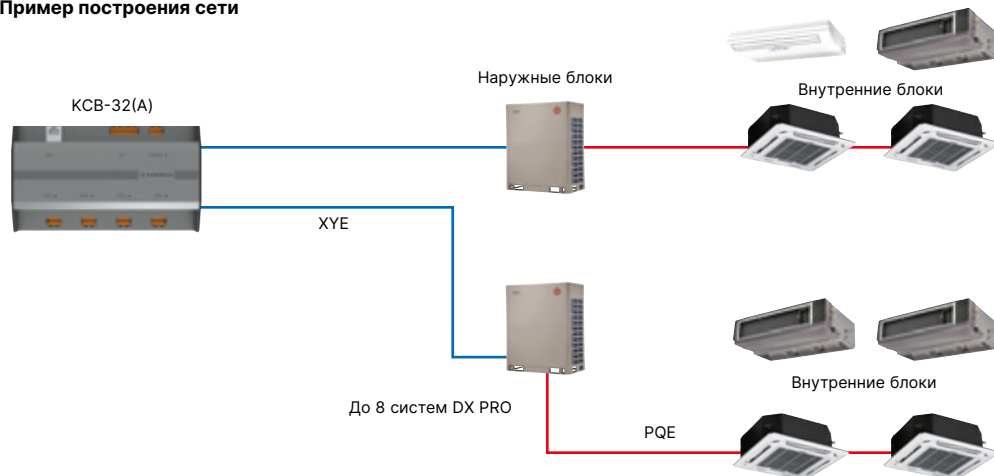 Пример построения сети
Наружные блоки
Внутренние блоки
KCB-32(A)
XYE
Внутренние блоки
До 8 систем DX PRO
PQE